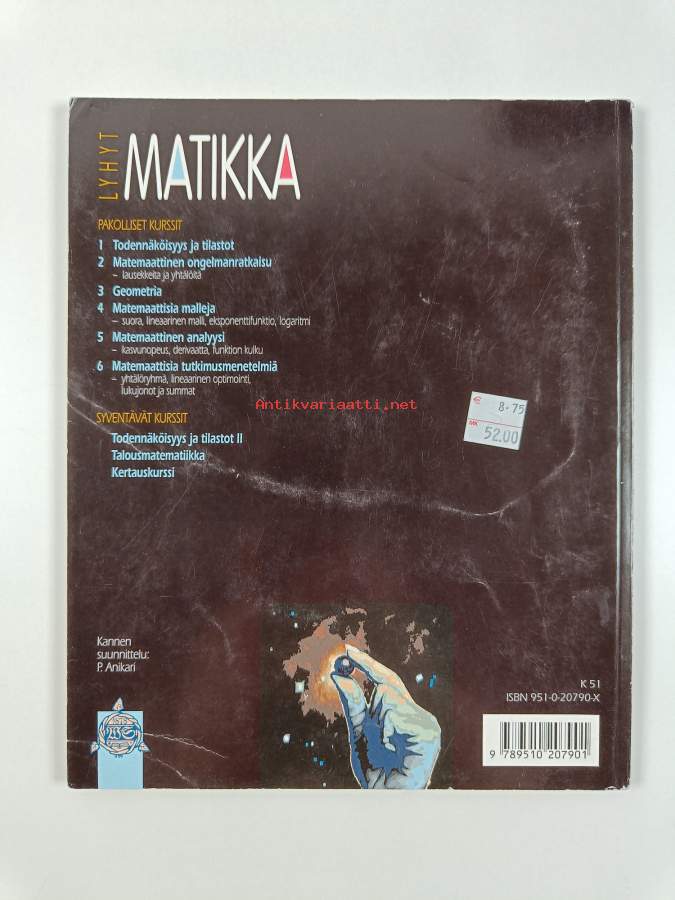 LYHYT
MATIKKA
PAKOLLISET KURSSIT
1 Todennäköisyys ja tilastot
2 Matemaattinen ongelmanratkaisu
– lausekkeita ja yhtälöitä
3 Geometria
4 Matemaattisia malleja
– suora, lineaarinen malli, eksponenttifunktio, logaritmi
5 Matemaattinen analyysi
– kasvunopeus, derivaatta, funktion kulku
6 Matemaattisia tutkimusmenetelmiä
– yhtälöryhmä, lineaarinen optimointi,
lukujonot ja summat
Antikvariaatti.net
€ 8.75
MK 52.00
SYVENTÄVÄT KURSSIT
Todennäköisyys ja tilastot II
Talousmatematiikka
Kertauskurssi
Kannen
suunnittelu:
P. Anikari
WS
K 51
ISBN 951-0-20790-X
9 789510 207901